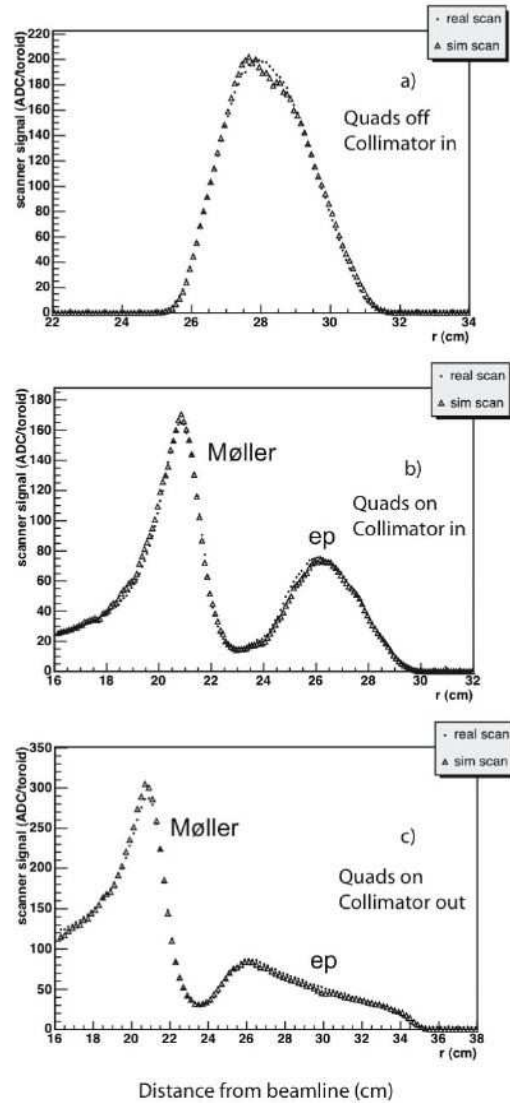 real scan
sim scan
scanner signal (ADC/toroid)
220
200
180
160
140
120
100
80
60
40
20
0
a)
Quads off
Collimator in
22 24 26 28 30 32 34
r (cm)
real scan
sim scan
scanner signal (ADC/toroid)
180
160
140
120
100
80
60
40
20
0
Møller
b)
Quads on
Collimator in
ep
16 18 20 22 24 26 28 30 32
r (cm)
real scan
sim scan
scanner signal (ADC/toroid)
350
300
250
200
150
100
50
0
Møller
c)
Quads on
Collimator out
ep
16 18 20 22 24 26 28 30 32 34 36 38
r (cm)
Distance from beamline (cm)